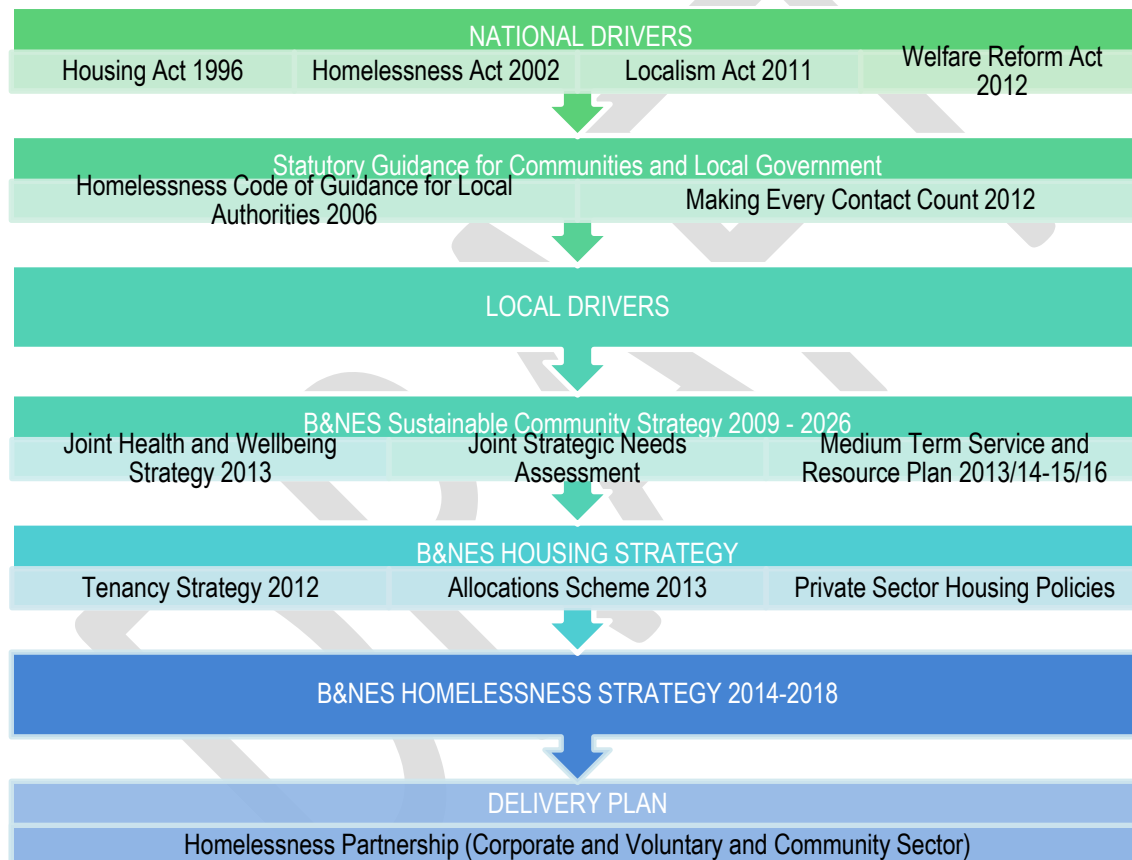 NATIONAL DRIVERS
Housing Act 1996
Homelessness Act 2002
Localism Act 2011
Welfare Reform Act
2012
Statutory Guidance for Communities and Local Government
Homelessness Code of Guidance for Local
Authorities 2006
Making Every Contact Count 2012
LOCAL DRIVERS
B&NES Sustainable Community Strategy 2009 - 2026
Joint Health and Wellbeing
Strategy 2013
Joint Strategic Needs
Assessment
Medium Term Service and
Resource Plan 2013/14-15/16
B&NES HOUSING STRATEGY
Tenancy Strategy 2012
Allocations Scheme 2013
Private Sector Housing Policies
B&NES HOMELESSNESS STRATEGY 2014-2018
DELIVERY PLAN
Homelessness Partnership (Corporate and Voluntary and Community Sector)